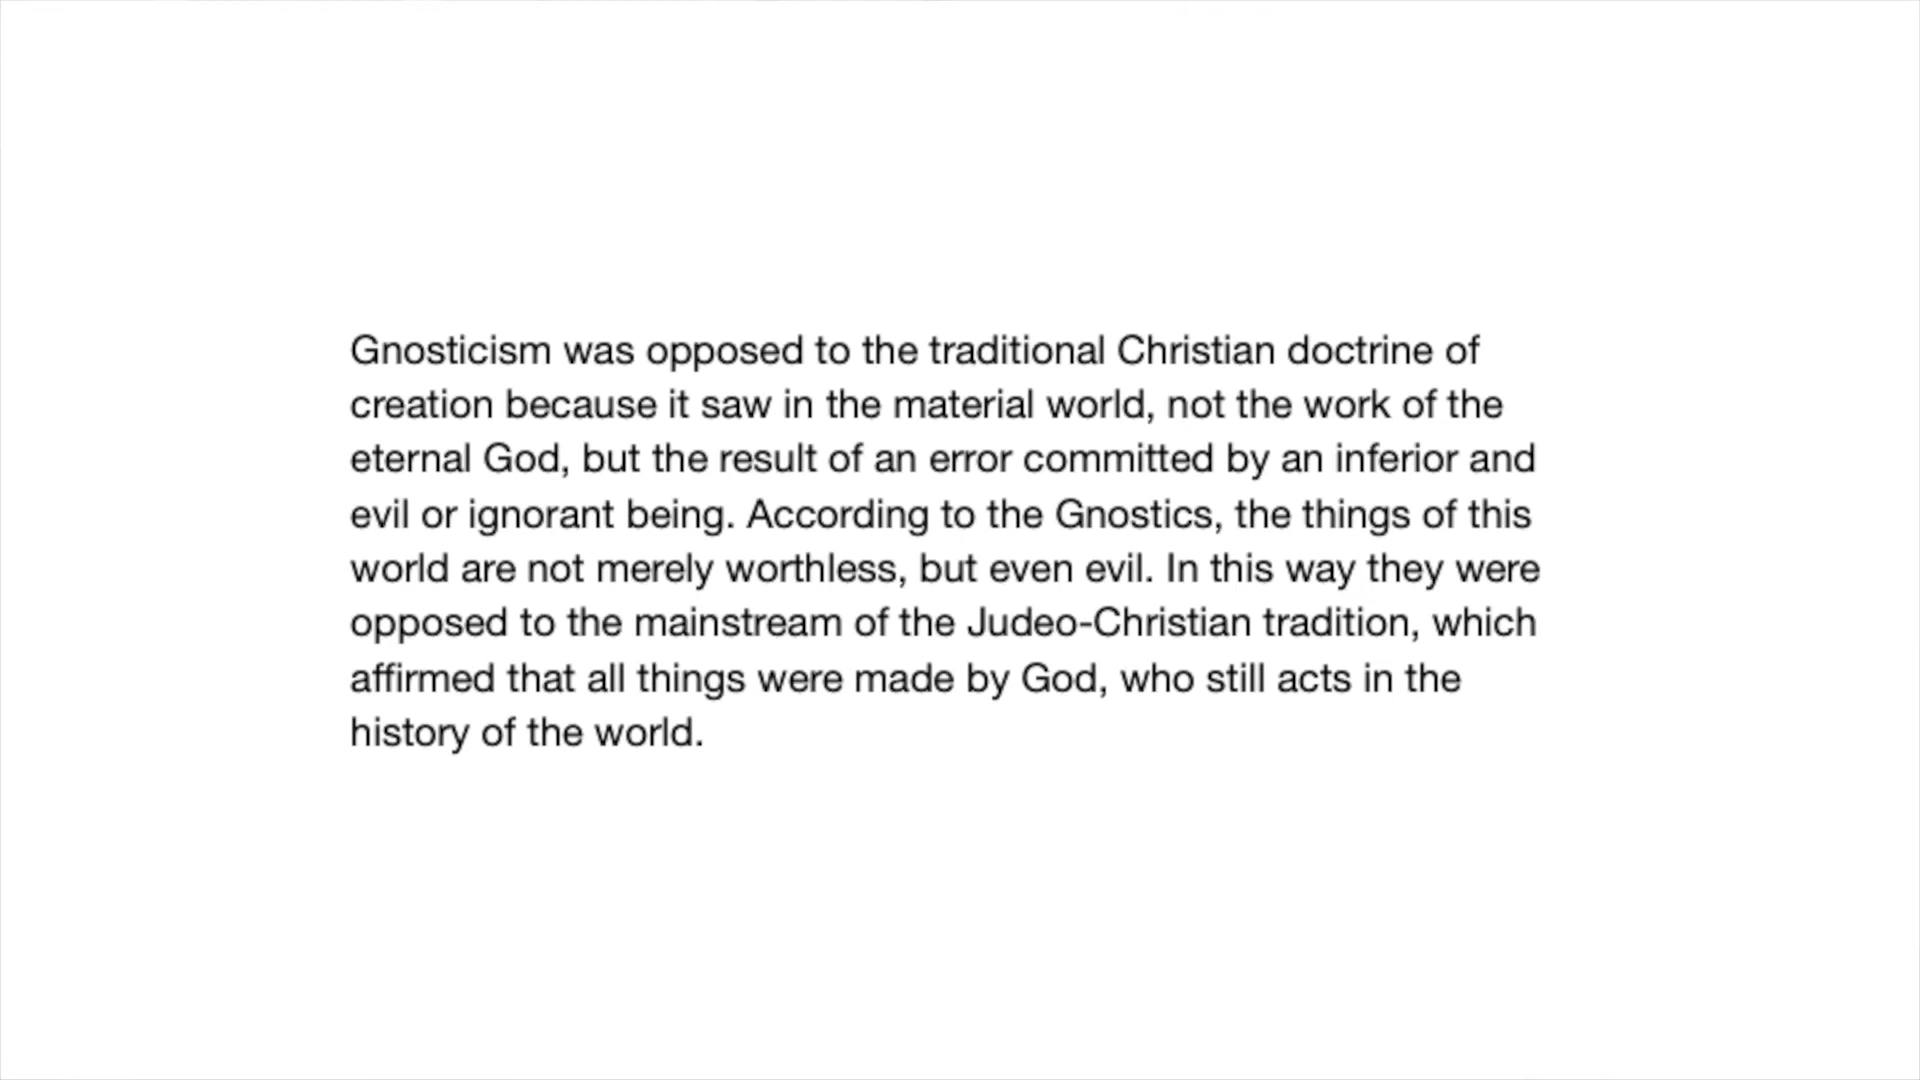 Gnosticism was opposed to the traditional Christian doctrine of
creation because it saw in the material world, not the work of the
eternal God, but the result of an error committed by an inferior and
evil or ignorant being. According to the Gnostics, the things of this
world are not merely worthless, but even evil. In this way they were
opposed to the mainstream of the Judeo-Christian tradition, which
affirmed that all things were made by God, who still acts in the
history of the world.